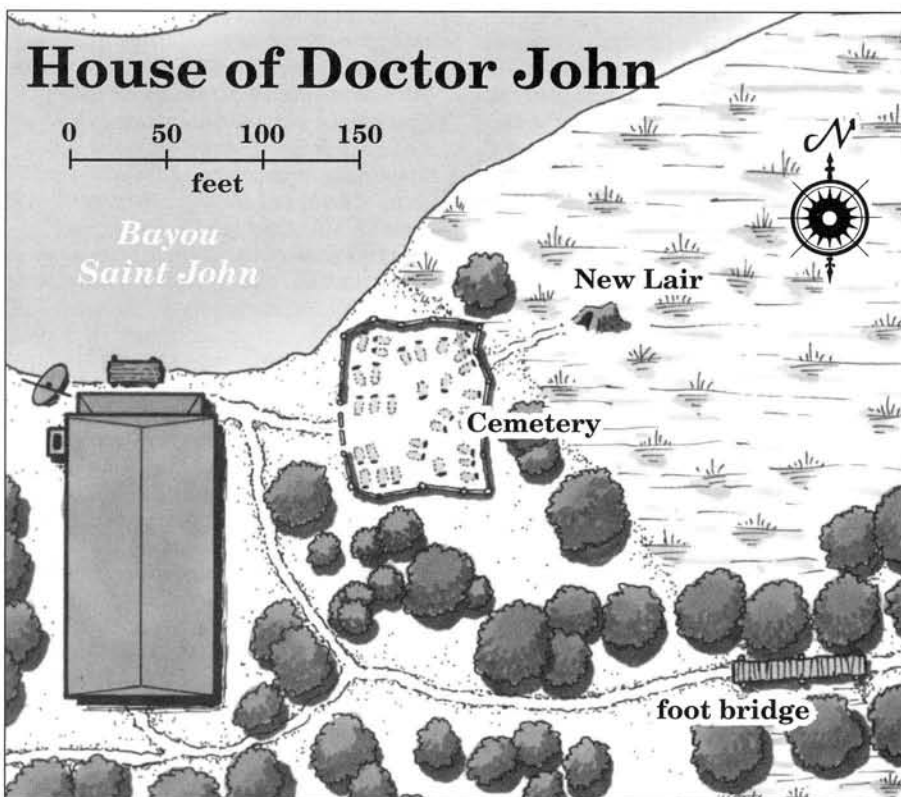 House of Doctor John
0 50 100 150
feet
N
Bayou
Saint John
New Lair
Cemetery
foot bridge